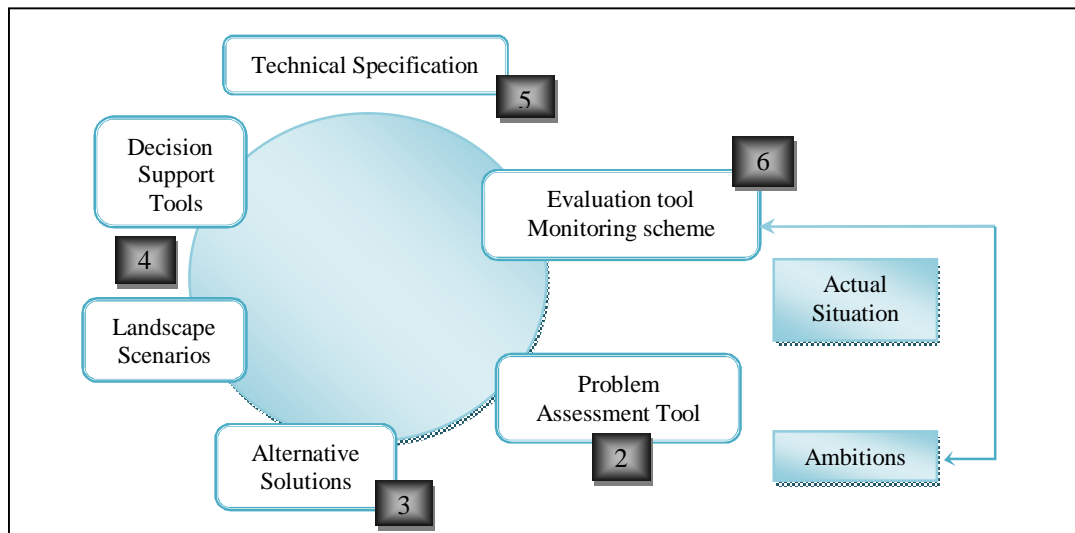 Technical Specification
5
Decision
Support
Tools
6
Evaluation tool
Monitoring scheme
4
Actual
Situation
Landscape
Scenarios
Problem
Assessment Tool
2
Alternative
Solutions
3
Ambitions